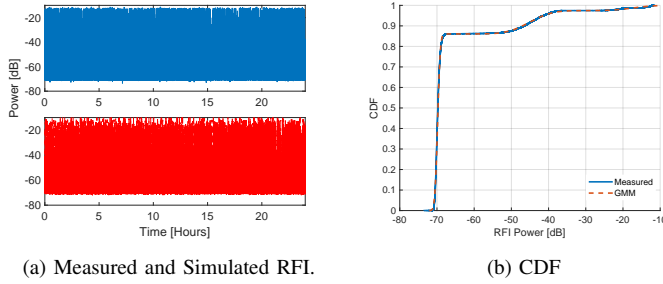 -20
-40
-60
-80
0 5 10 15 20
Power [dB]
-20
-40
-60
-80
0 5 10 15 20
Time [Hours]
(a) Measured and Simulated RFI.
1
0.9
0.8
0.7
0.6
0.5
0.4
0.3
0.2
0.1
0
CDF
Measured
GMM
-80 -70 -60 -50 -40 -30 -20 -10
RFI Power [dB]
(b) CDF